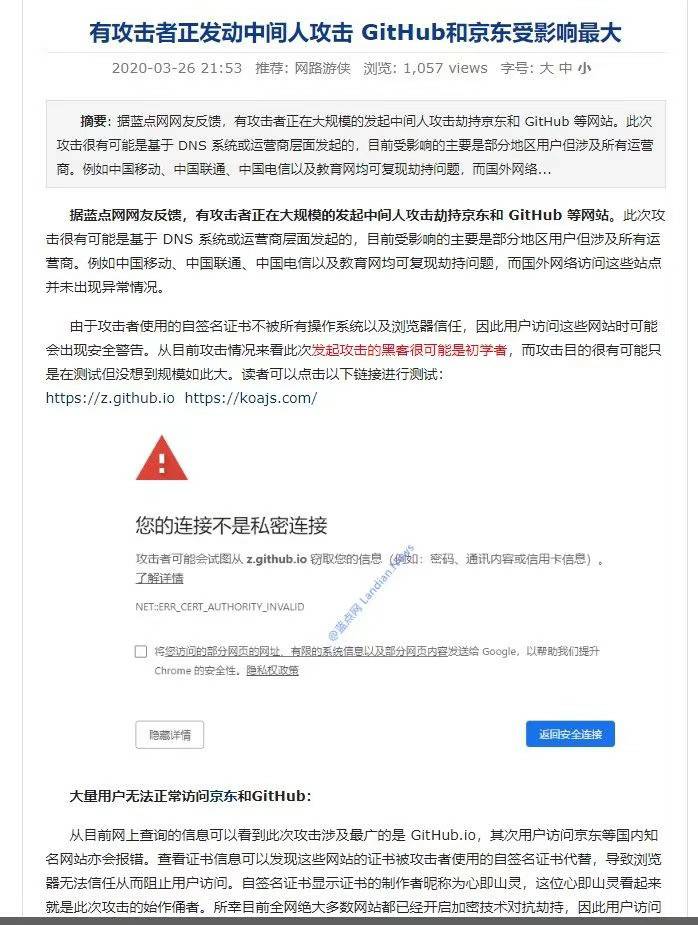 有攻击者正发动中间人攻击 GitHub和京东受影响最大
2020-03-26 21:53 推荐: 网路游侠 浏览: 1,057 views 字号: 大 中 小
摘要: 据蓝点网网友反馈，有攻击者正在大规模的发起中间人攻击劫持京东和 GitHub 等网站。此次
攻击很有可能是基于 DNS 系统或运营商层面发起的，目前受影响的主要是部分地区用户但涉及所有运营
商。例如中国移动、中国联通、中国电信以及教育网均可复现劫持问题，而国外网络...
据蓝点网网友反馈，有攻击者正在大规模的发起中间人攻击劫持京东和 GitHub 等网站。此次攻
击很有可能是基于 DNS 系统或运营商层面发起的，目前受影响的主要是部分地区用户但涉及所有运
营商。例如中国移动、中国联通、中国电信以及教育网均可复现劫持问题，而国外网络访问这些站点
并未出现异常情况。
由于攻击者使用的自签名证书不被所有操作系统以及浏览器信任，因此用户访问这些网站时可能
会出现安全警告。从目前攻击情况来看此次发起攻击的黑客很可能是初学者，而攻击目的很有可能只
是在测试但没想到规模如此大。读者可以点击以下链接进行测试：
https://z.github.io https://koajs.com/
您的连接不是私密连接
攻击者可能会试图从 z.github.io 窃取您的信息（例如：密码、通讯内容或信用卡信息）。
了解详情
NET::ERR_CERT_AUTHORITY_INVALID
@蓝点网 Landian.News
将您访问的部分网页的网址、有限的系统信息以及部分网页内容发送给 Google，以帮助我们提升
Chrome 的安全性。隐私权政策
隐藏详情
返回安全连接
大量用户无法正常访问京东和GitHub：
从目前网上查询的信息可以看到此次攻击涉及最广的是 GitHub.io，其次用户访问京东等国内知
名网站亦会报错。查看证书信息可以发现这些网站的证书被攻击者使用的自签名证书代替，导致浏览
器无法信任从而阻止用户访问。自签名证书显示证书的制作者昵称为心即山灵，这位心即山灵看起来
就是此次攻击的始作俑者。所幸目前全网绝大多数网站都已经开启加密技术对抗劫持，因此用户访问